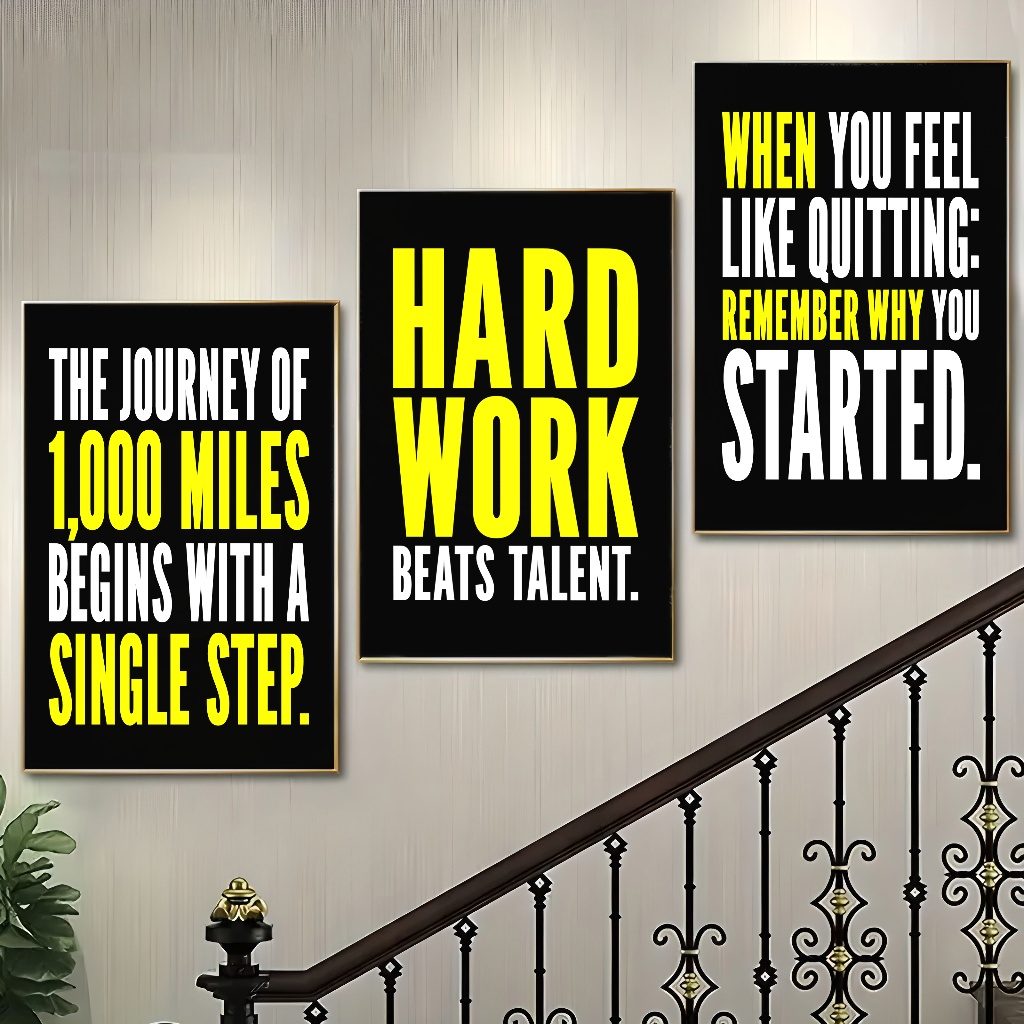 THE JOURNEY OF
1,000 MILES
BEGINS WITH A
SINGLE STEP.
HARD
WORK
BEATS TALENT.
WHEN YOU FEEL
LIKE QUITTING:
REMEMBER WHY YOU
STARTED.